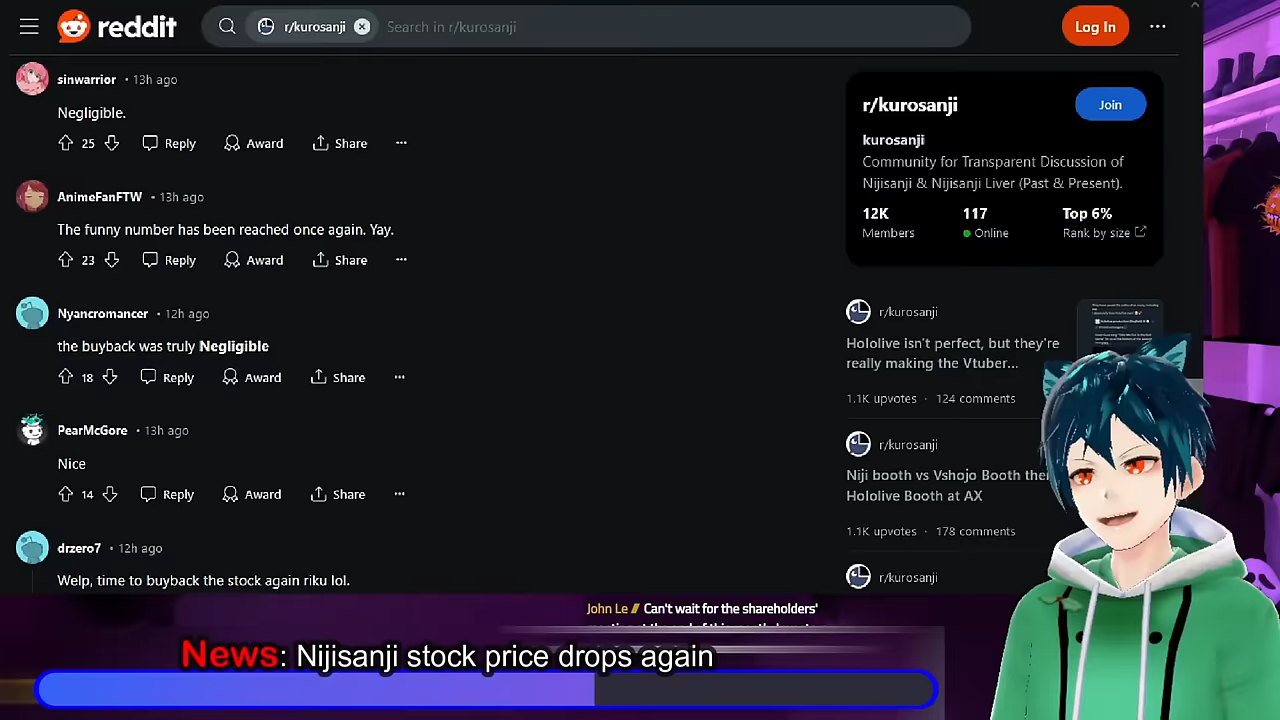 reddit
r/kurosanji
Search in r/kurosanji
Log In
sinwarrior • 13h ago
Negligible.
25 Reply Award Share
AnimeFanFTW • 13h ago
The funny number has been reached once again. Yay.
23 Reply Award Share
Nyancromancer • 12h ago
the buyback was truly Negligible
18 Reply Award Share
PearMcGore • 13h ago
Nice
14 Reply Award Share
drzero7 • 12h ago
Welp, time to buyback the stock again riku lol.
r/kurosanji
Join
kurosanji
Community for Transparent Discussion of
Nijisanji & Nijisanji Liver (Past & Present).
12K 117 Top 6%
Members Online Rank by size
r/kurosanji
Hololive isn't perfect, but they're
really making the Vtuber...
1.1K upvotes · 124 comments
r/kurosanji
Niji booth vs Vshojo Booth the
Hololive Booth at AX
1.1K upvotes · 178 comments
r/kurosanji
John Le // Can't wait for the shareholders'
News: Nijisanji stock price drops again